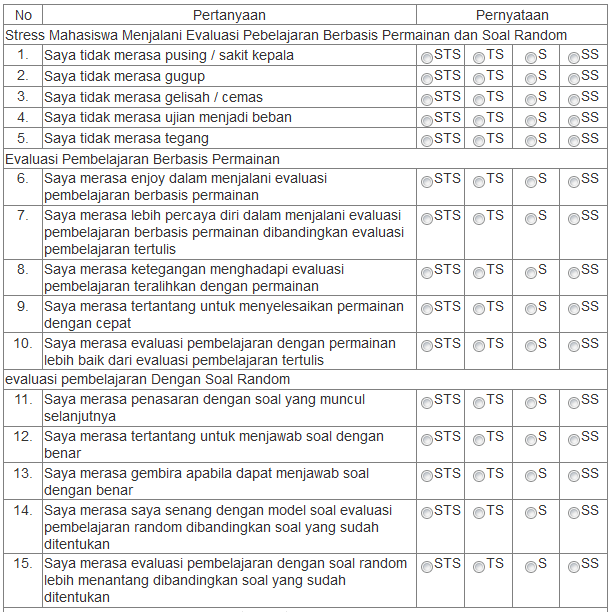 No Pertanyaan Pernyataan
Stress Mahasiswa Menjalani Evaluasi Pebelajaran Berbasis Permainan dan Soal Random
1. Saya tidak merasa pusing / sakit kepala STS TS S SS
2. Saya tidak merasa gugup STS TS S SS
3. Saya tidak merasa gelisah / cemas STS TS S SS
4. Saya tidak merasa ujian menjadi beban STS TS S SS
5. Saya tidak merasa tegang STS TS S SS
Evaluasi Pembelajaran Berbasis Permainan
6. Saya merasa enjoy dalam menjalani evaluasi STS TS S SS
pembelajaran berbasis permainan
7. Saya merasa lebih percaya diri dalam menjalani evaluasi STS TS S SS
pembelajaran berbasis permainan dibandingkan evaluasi
pembelajaran tertulis
8. Saya merasa ketegangan menghadapi evaluasi STS TS S SS
pembelajaran teralihkan dengan permainan
9. Saya merasa tertantang untuk menyelesaikan permainan STS TS S SS
dengan cepat
10. Saya merasa evaluasi pembelajaran dengan permainan STS TS S SS
lebih baik dari evaluasi pembelajaran tertulis
evaluasi pembelajaran Dengan Soal Random
11. Saya merasa penasaran dengan soal yang muncul STS TS S SS
selanjutnya
12. Saya merasa tertantang untuk menjawab soal dengan STS TS S SS
benar
13. Saya merasa gembira apabila dapat menjawab soal STS TS S SS
dengan benar
14. Saya merasa saya senang dengan model soal evaluasi STS TS S SS
pembelajaran random dibandingkan soal yang sudah
ditentukan
15. Saya merasa evaluasi pembelajaran dengan soal random STS TS S SS
lebih menantang dibandingkan soal yang sudah
ditentukan